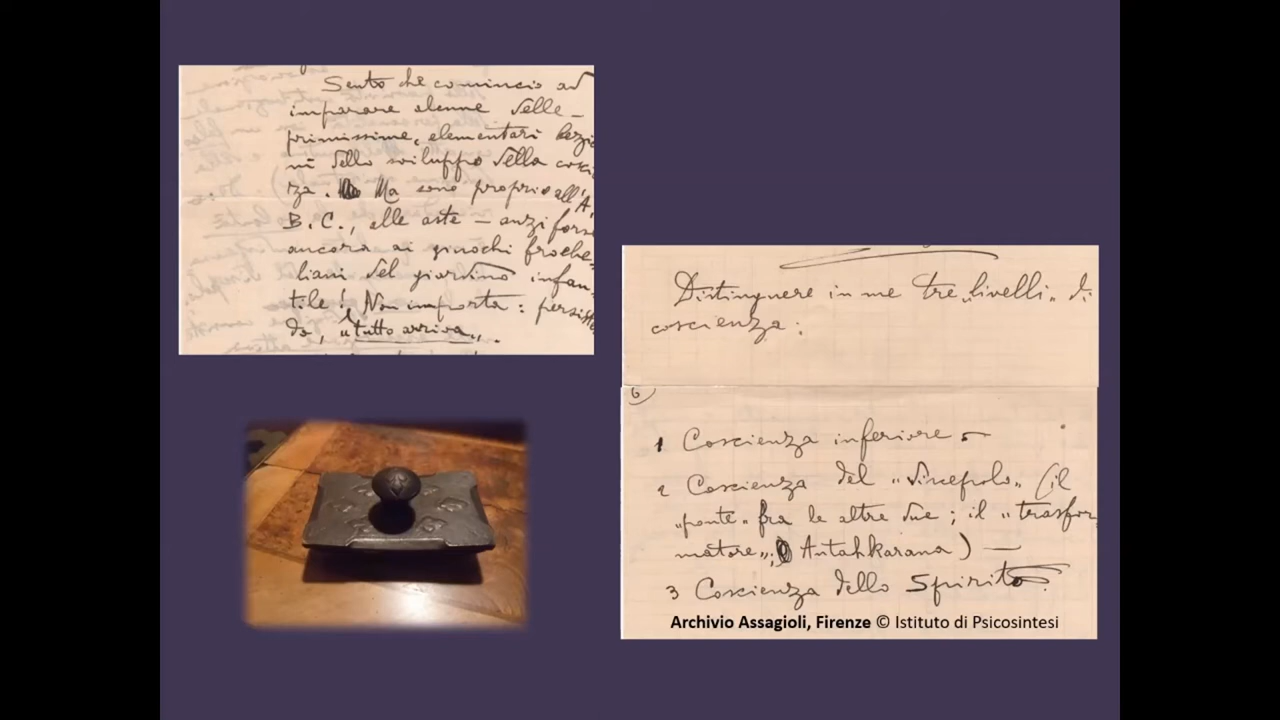 Sento che comincio ad
imparare alcune delle
primissime, elementari lezio
ni dello sviluppo della coscie
za. Ma sono proprio all'A.
B.C., alle aste — anzi forse
ancora ai giuochi froebe-
liani del giardino infan-
tile! Non importa: persisten
do, "tutto arriva".
Distinguere in me tre "livelli" di
coscienza:
6
1 Coscienza inferiore
2 Coscienza del "discepolo" (il
"ponte" fra le altre due; il "trasfor
matore"; Antahkarana) —
3 Coscienza dello Spirito.
Archivio Assagioli, Firenze © Istituto di Psicosintesi